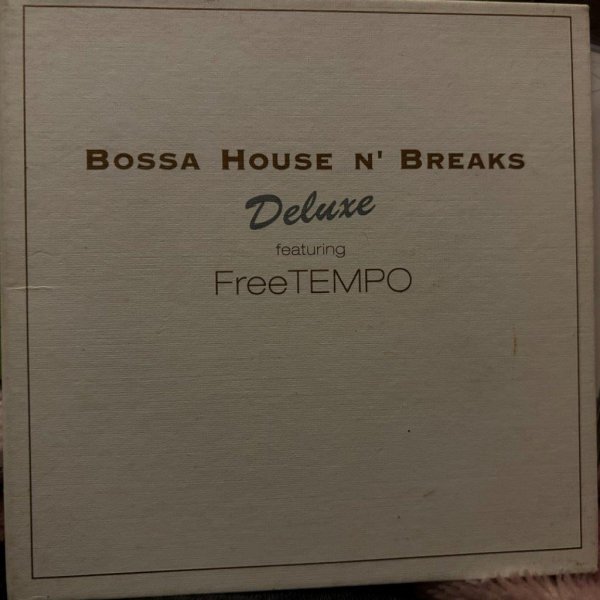 BOSSA HOUSE N' BREAKS
Deluxe
featuring
FreeTEMPO